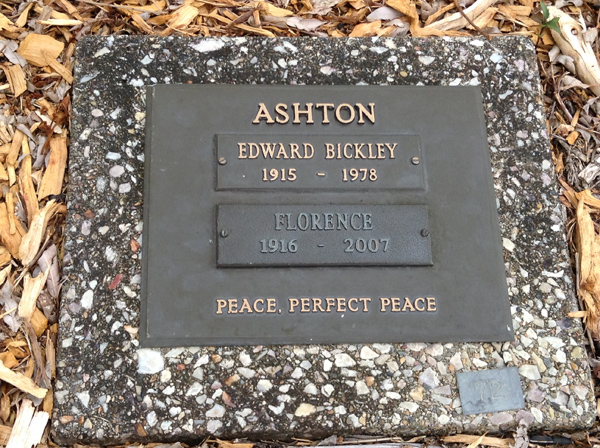 ASHTON
EDWARD BICKLEY
1915 - 1978
FLORENCE
1916 - 2007
PEACE, PERFECT PEACE